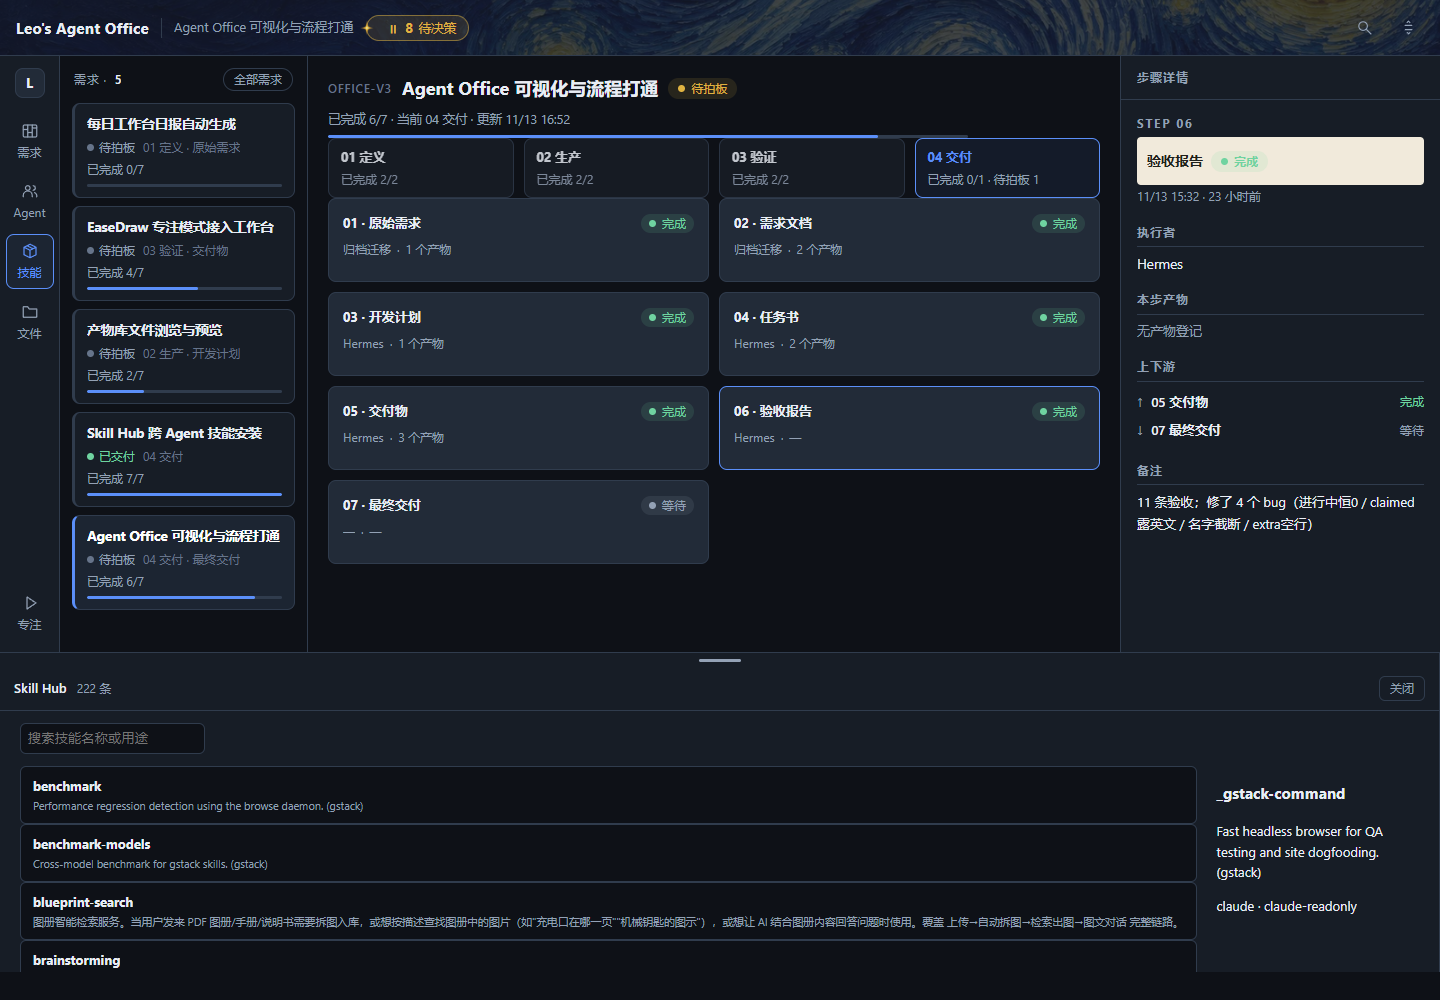 Leo's Agent Office
Agent Office 可视化与流程打通
8 待决策
L
需求
Agent
技能
文件
专注
需求 · 5
全部需求
每日工作台日报自动生成
待拍板 01 定义 · 原始需求
已完成 0/7
EaseDraw 专注模式接入工作台
待拍板 03 验证 · 交付物
已完成 4/7
产物库文件浏览与预览
待拍板 02 生产 · 开发计划
已完成 2/7
Skill Hub 跨 Agent 技能安装
已交付 04 交付
已完成 7/7
Agent Office 可视化与流程打通
待拍板 04 交付 · 最终交付
已完成 6/7
OFFICE-V3 Agent Office 可视化与流程打通 待拍板
已完成 6/7 · 当前 04 交付 · 更新 11/13 16:52
01 定义
已完成 2/2
02 生产
已完成 2/2
03 验证
已完成 2/2
04 交付
已完成 0/1 · 待拍板 1
01 · 原始需求 完成
归档迁移 · 1 个产物
02 · 需求文档 完成
归档迁移 · 2 个产物
03 · 开发计划 完成
Hermes · 1 个产物
04 · 任务书 完成
Hermes · 2 个产物
05 · 交付物 完成
Hermes · 3 个产物
06 · 验收报告 完成
Hermes · —
07 · 最终交付 等待
— · —
步骤详情
STEP 06
验收报告 完成
11/13 15:32 · 23 小时前
执行者
Hermes
本步产物
无产物登记
上下游
↑ 05 交付物 完成
↓ 07 最终交付 等待
备注
11 条验收；修了 4 个 bug（进行中恒0 / claimed
露英文 / 名字截断 / extra空行）
Skill Hub 222 条
关闭
搜索技能名称或用途
benchmark
Performance regression detection using the browse daemon. (gstack)
benchmark-models
Cross-model benchmark for gstack skills. (gstack)
blueprint-search
图册智能检索服务。当用户发来 PDF 图册/手册/说明书需要拆图入库，或想按描述查找图册中的图片（如"充电口在哪一页""机械钥匙的图示"），或想让 AI 结合图册内容回答问题时使用。覆盖 上传→自动拆图→检索出图→图文对话 完整链路。
brainstorming
_gstack-command
Fast headless browser for QA
testing and site dogfooding.
(gstack)
claude · claude-readonly